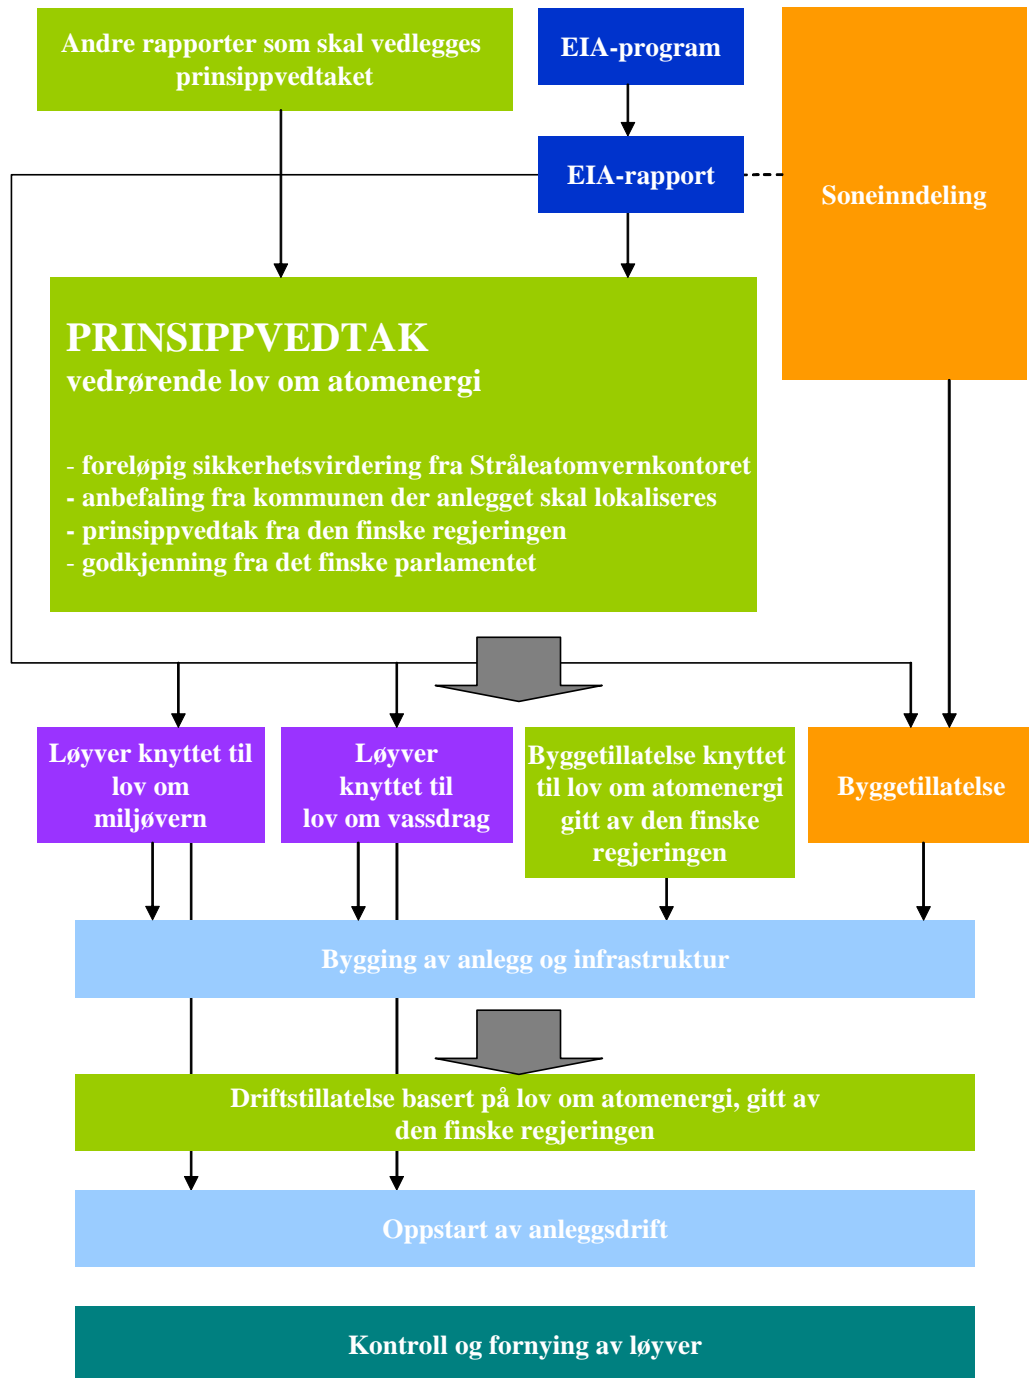 Andre rapporter som skal vedlegges
prinsippvedtaket
EIA-program
EIA-rapport
Soneinndeling
PRINSIPPVEDTAK
vedrørende lov om atomenergi
- foreløpig sikkerhetsvirdering fra Stråleatomvernkontoret
- anbefaling fra kommunen der anlegget skal lokaliseres
- prinsippvedtak fra den finske regjeringen
- godkjenning fra det finske parlamentet
Løyver knyttet til
lov om
miljøvern
Løyver
knyttet til
lov om vassdrag
Byggetillatelse knyttet
til lov om atomenergi
gitt av den finske
regjeringen
Byggetillatelse
Bygging av anlegg og infrastruktur
Driftstillatelse basert på lov om atomenergi, gitt av
den finske regjeringen
Oppstart av anleggsdrift
Kontroll og fornying av løyver